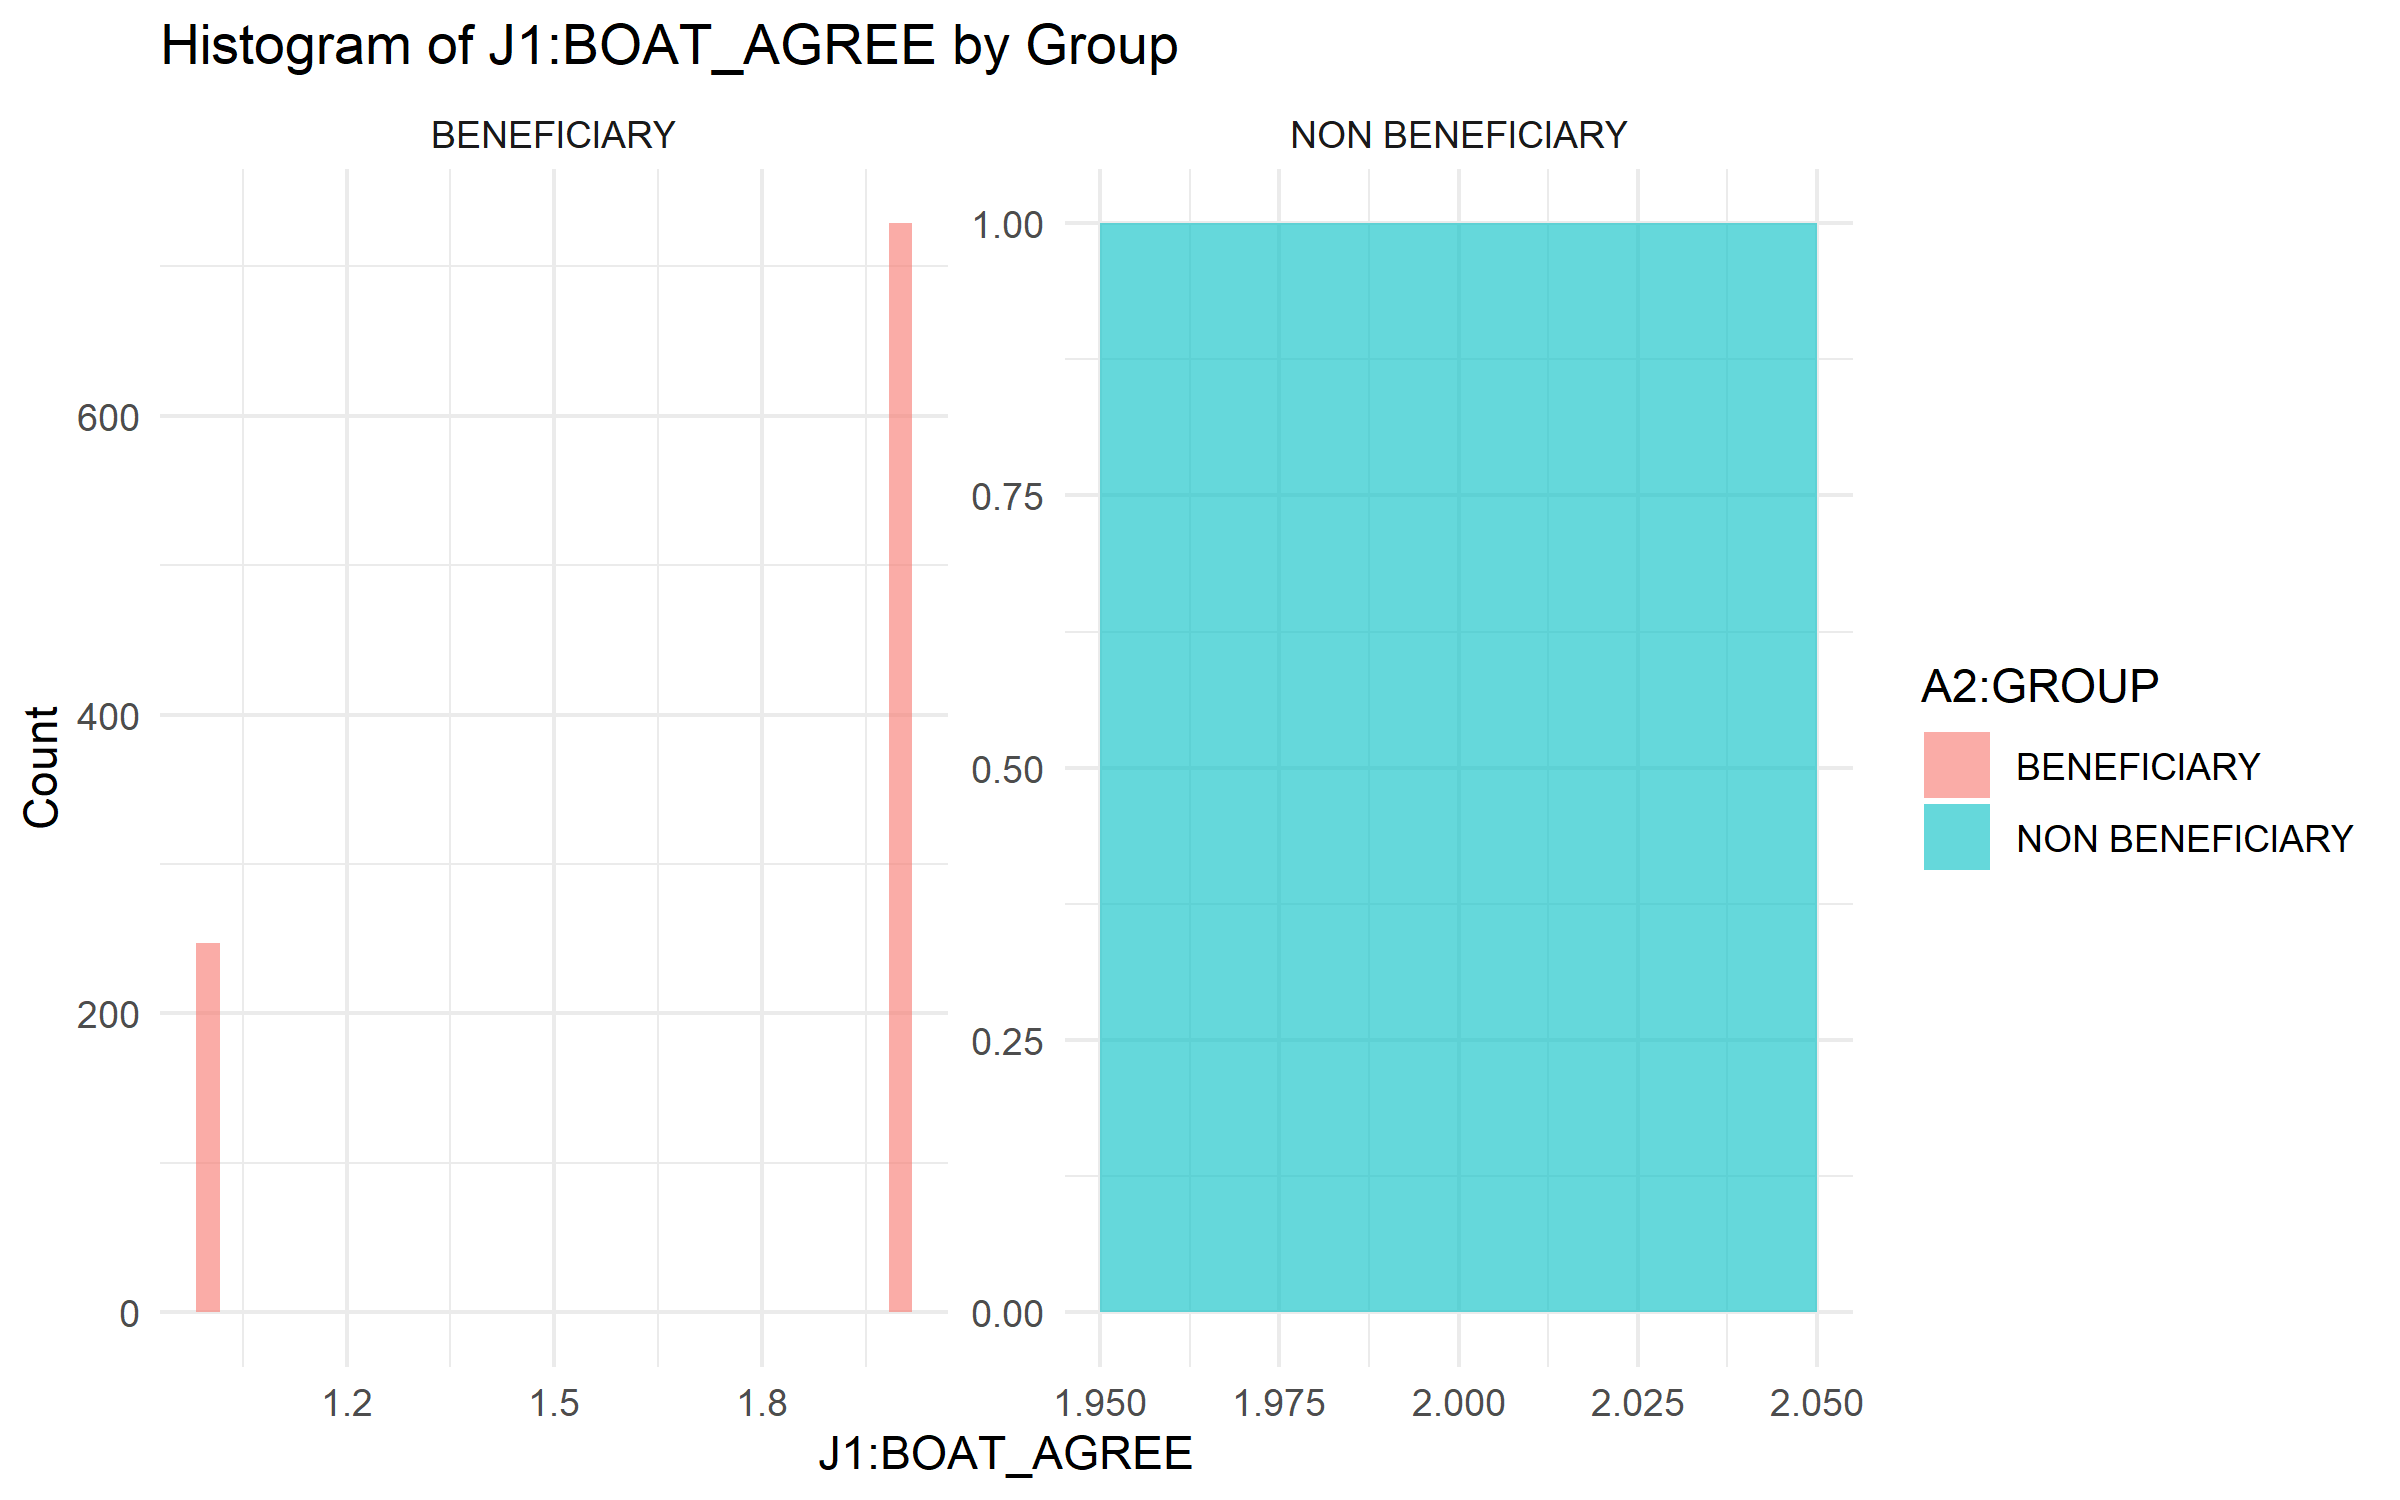 Histogram of J1:BOAT_AGREE by Group
BENEFICIARY
NON BENEFICIARY
Count
600
400
200
0
1.00
0.75
0.50
0.25
0.00
1.2 1.5 1.8
1.950 1.975 2.000 2.025 2.050
J1:BOAT_AGREE
A2:GROUP
BENEFICIARY
NON BENEFICIARY